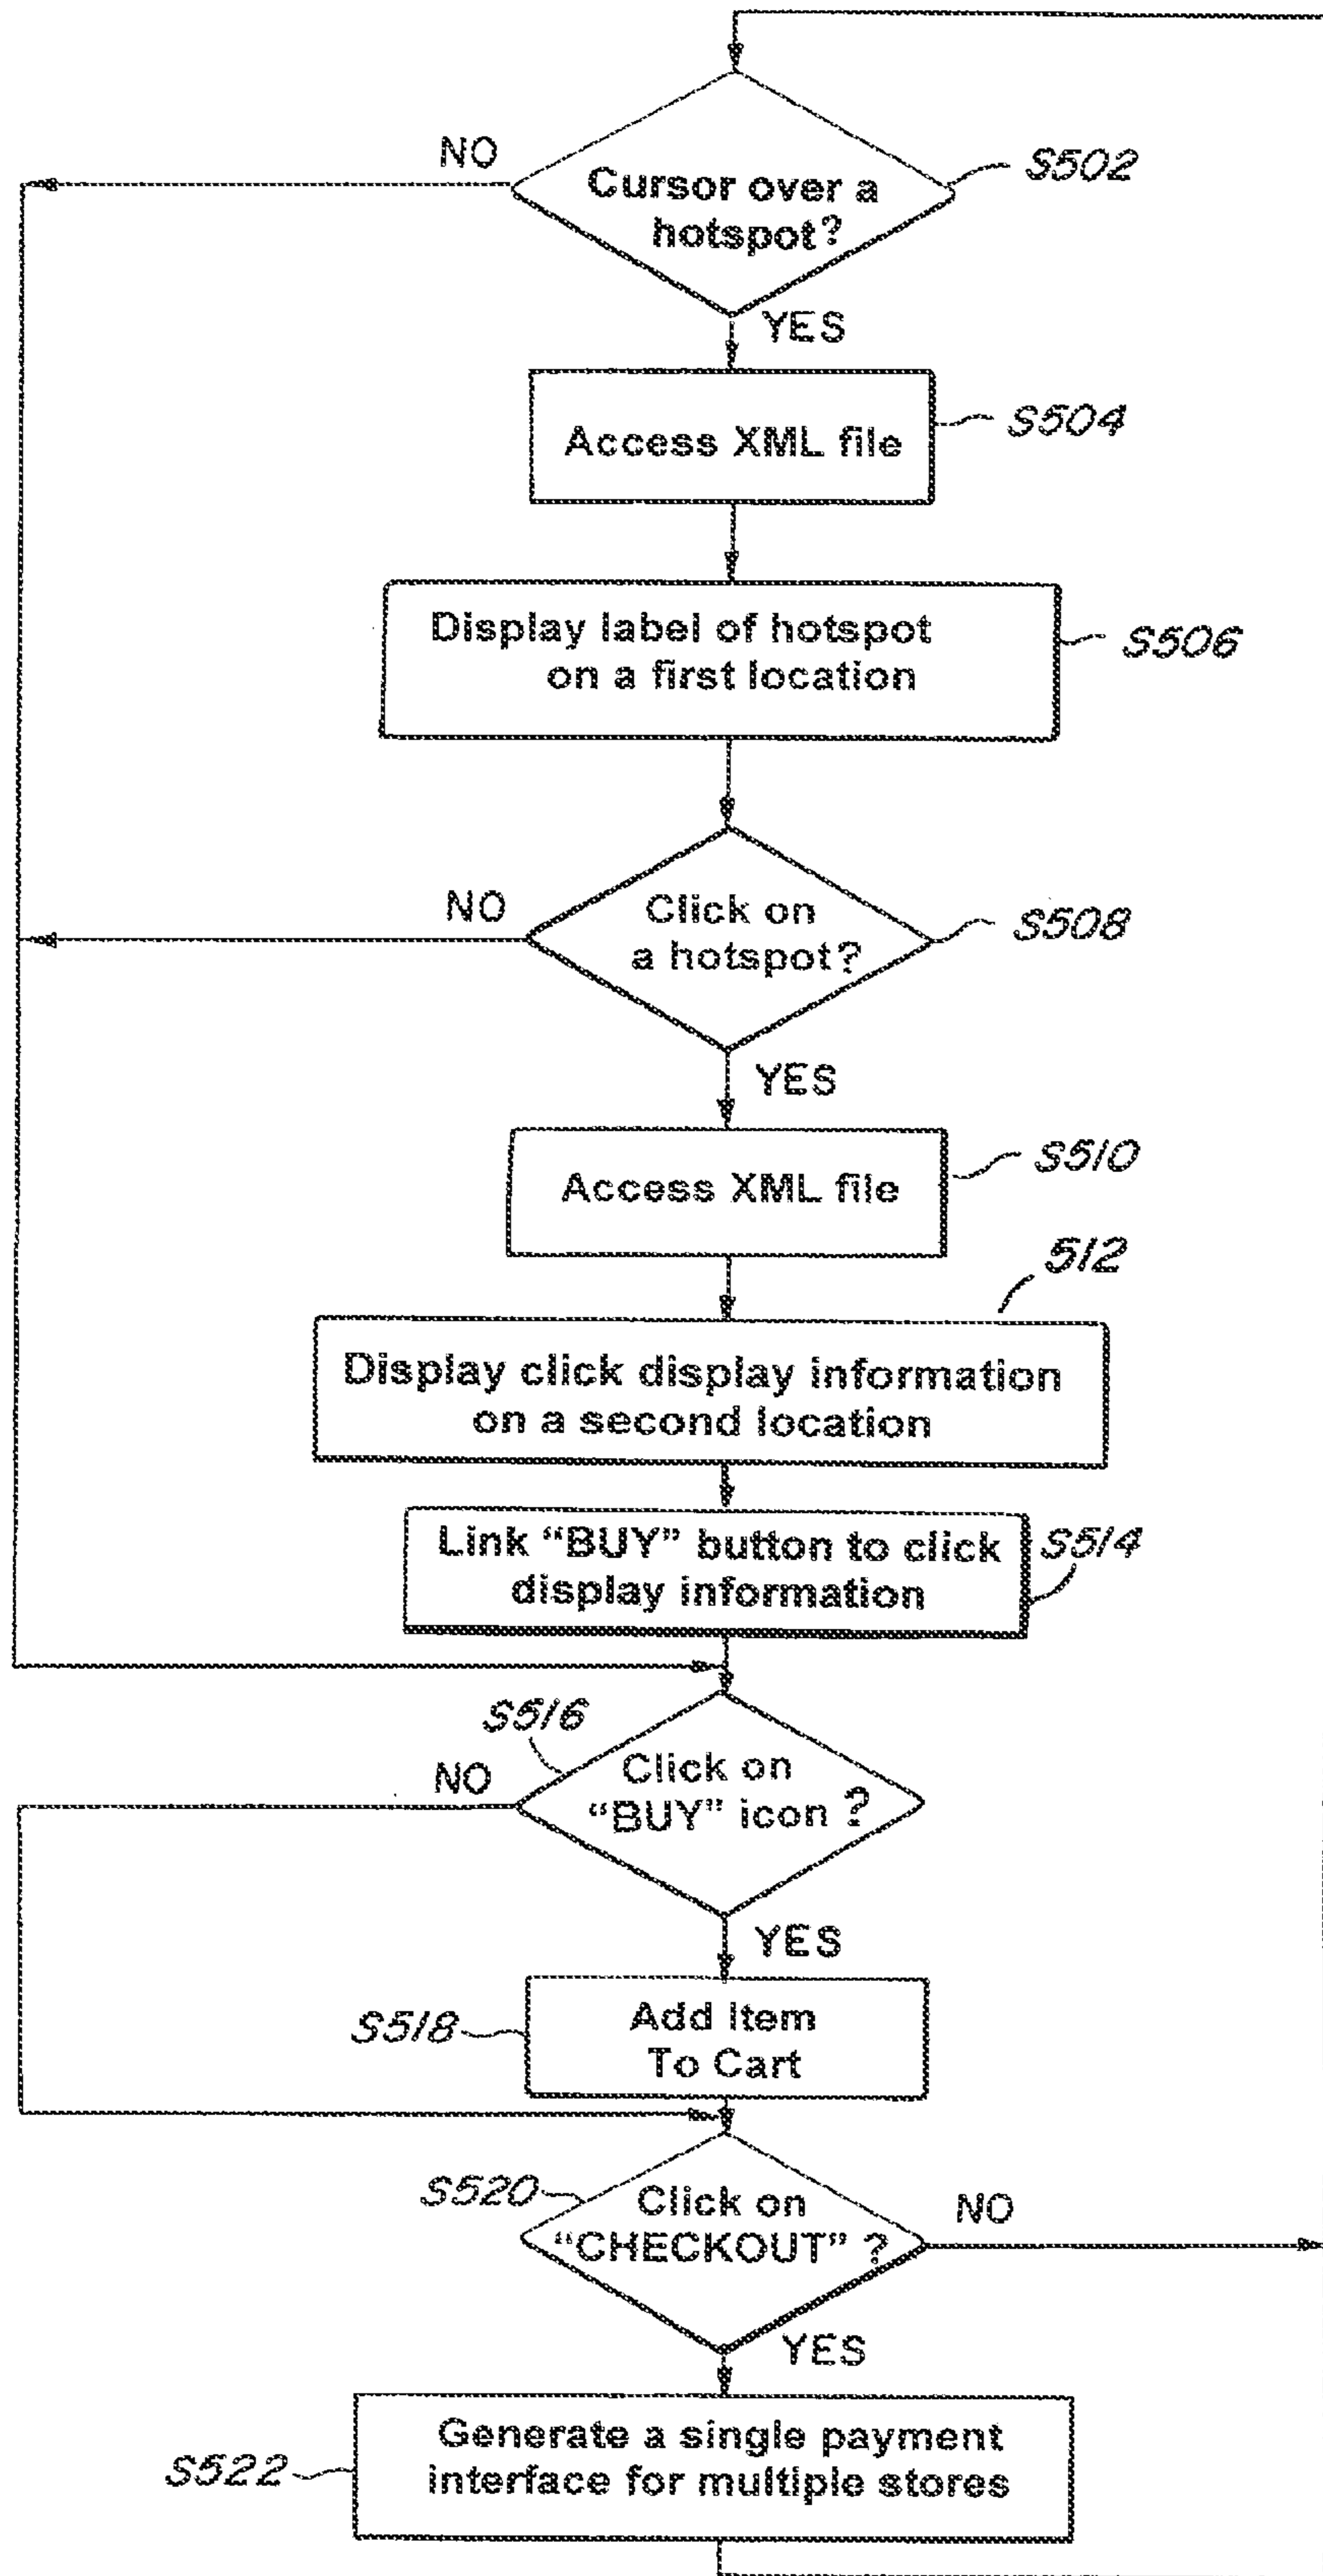 NO
Cursor over a
hotspot?
S502
YES
Access XML file
S504
Display label of hotspot
on a first location
S506
NO
Click on
a hotspot?
S508
YES
Access XML file
S510
512
Display click display information
on a second location
Link “BUY” button to click
display information
S514
S516
NO
Click on
“BUY” icon ?
YES
S518
Add Item
To Cart
S520
Click on
“CHECKOUT” ?
NO
YES
Generate a single payment
interface for multiple stores
S522